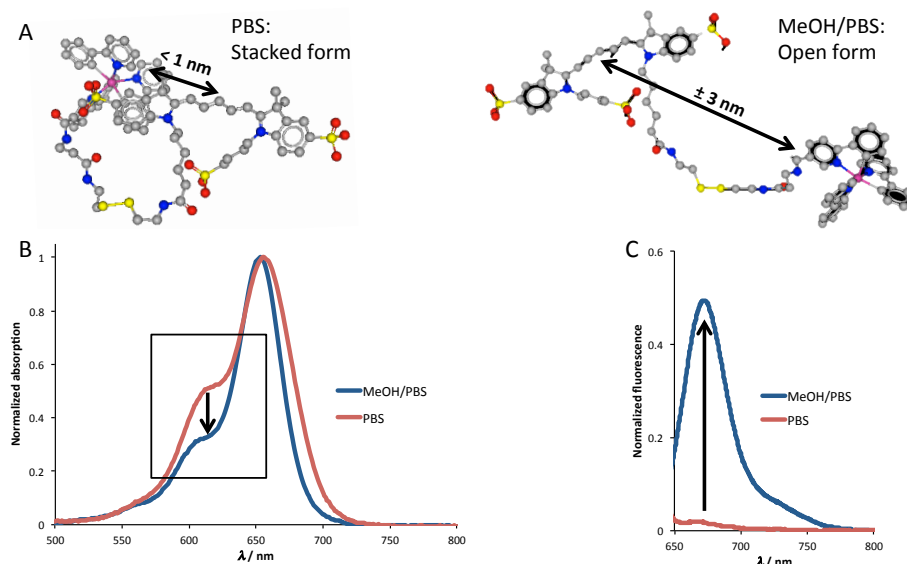 A
PBS:
Stacked form
< 1 nm
MeOH/PBS:
Open form
± 3 nm
B
Normalized absorption
1
0.8
0.6
0.4
0.2
0
500
550
600
650
700
750
800
λ / nm
MeOH/PBS
PBS
C
Normalized fluorescence
0.6
0.4
0.2
0
650
700
750
800
λ / nm
MeOH/PBS
PBS